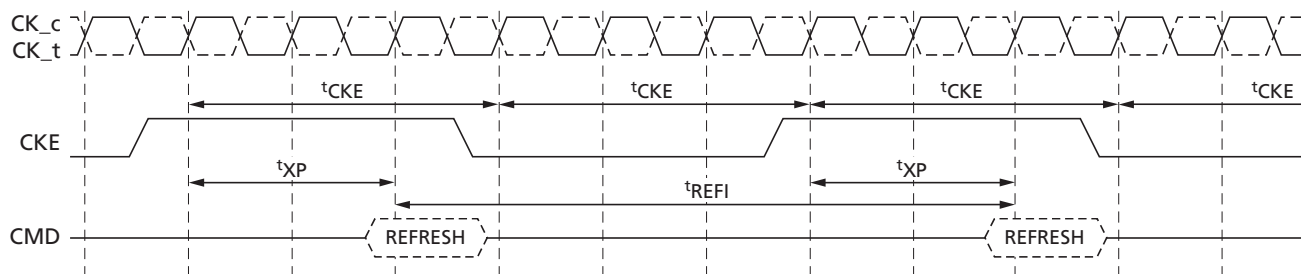 CK_c
CK_t
tCKE tCKE tCKE tCKE
CKE
tXP tXP
tREFI
CMD REFRESH REFRESH